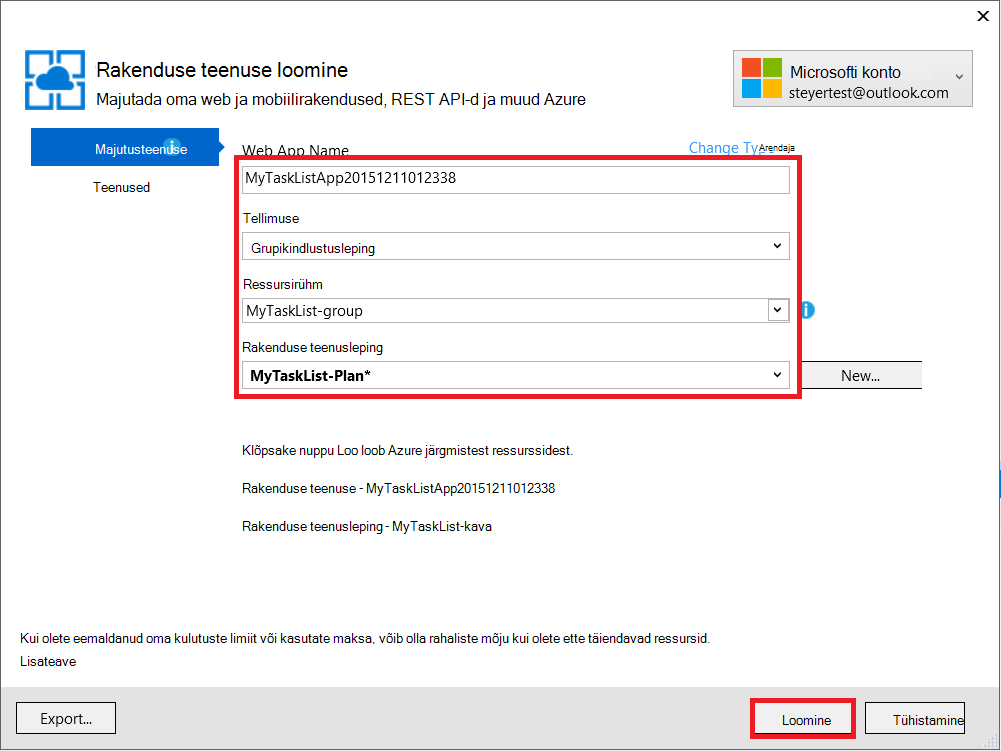 Rakenduse teenuse loomine
Majutada oma web ja mobiilirakendused, REST API-d ja muud Azure
Microsofti konto
steyertest@outlook.com
Majutusteenuse
Teenused
Web App Name
Change Type
Arendaja
MyTaskListApp20151211012338
Tellimuse
Grupikindlustusleping
Ressursirühm
MyTaskList-group
Rakenduse teenusleping
MyTaskList-Plan*
New...
Klõpsake nuppu Loo loob Azure järgmistest ressurssidest.
Rakenduse teenuse - MyTaskListApp20151211012338
Rakenduse teenusleping - MyTaskList-kava
Kui olete eemaldanud oma kulutuste limiit või kasutate maksa, võib olla rahaliste mõju kui olete ette täiendavad ressursid.
Lisateave
Export...
Loomine
Tühistamine